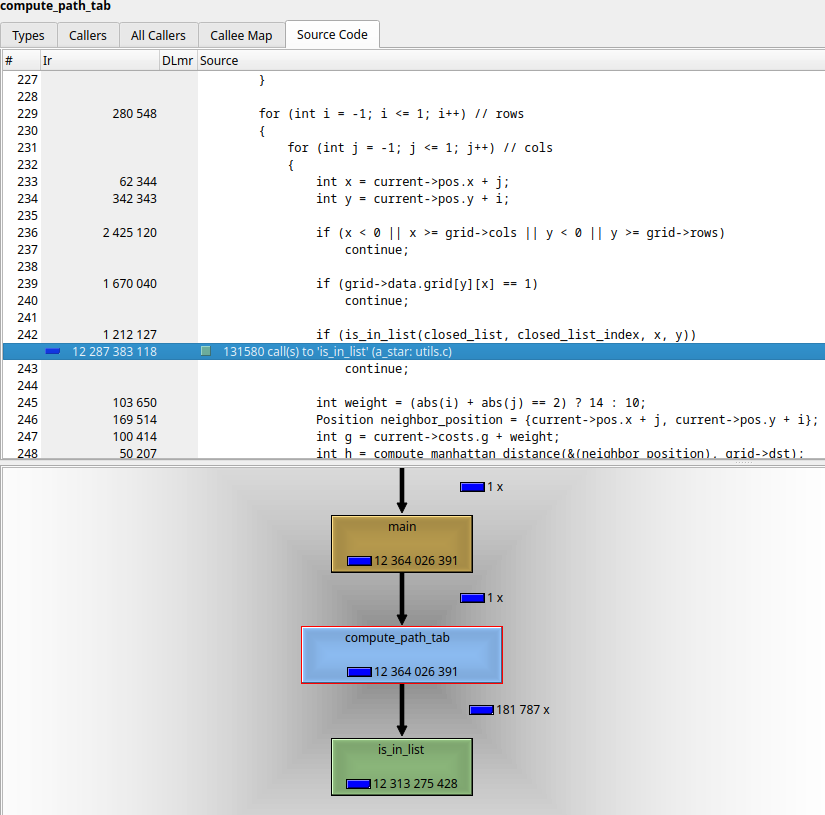 compute_path_tab
Types Callers All Callers Callee Map Source Code
# Ir DLmr Source
227 }
228
229 280 548 for (int i = -1; i <= 1; i++) // rows
230 {
231 for (int j = -1; j <= 1; j++) // cols
232 {
233 62 344 int x = current->pos.x + j;
234 342 343 int y = current->pos.y + i;
235
236 2 425 120 if (x < 0 || x >= grid->cols || y < 0 || y >= grid->rows)
237 continue;
238
239 1 670 040 if (grid->data.grid[y][x] == 1)
240 continue;
241
242 1 212 127 if (is_in_list(closed_list, closed_list_index, x, y))
12 287 383 118 131580 call(s) to 'is_in_list' (a_star: utils.c)
243 continue;
244
245 103 650 int weight = (abs(i) + abs(j) == 2) ? 14 : 10;
246 169 514 Position neighbor_position = {current->pos.x + j, current->pos.y + i};
247 100 414 int g = current->costs.g + weight;
248 50 207 int h = compute_manhattan_distance(&(neighbor_position), grid->dst);
1 x
main
12 364 026 391
1 x
compute_path_tab
12 364 026 391
181 787 x
is_in_list
12 313 275 428